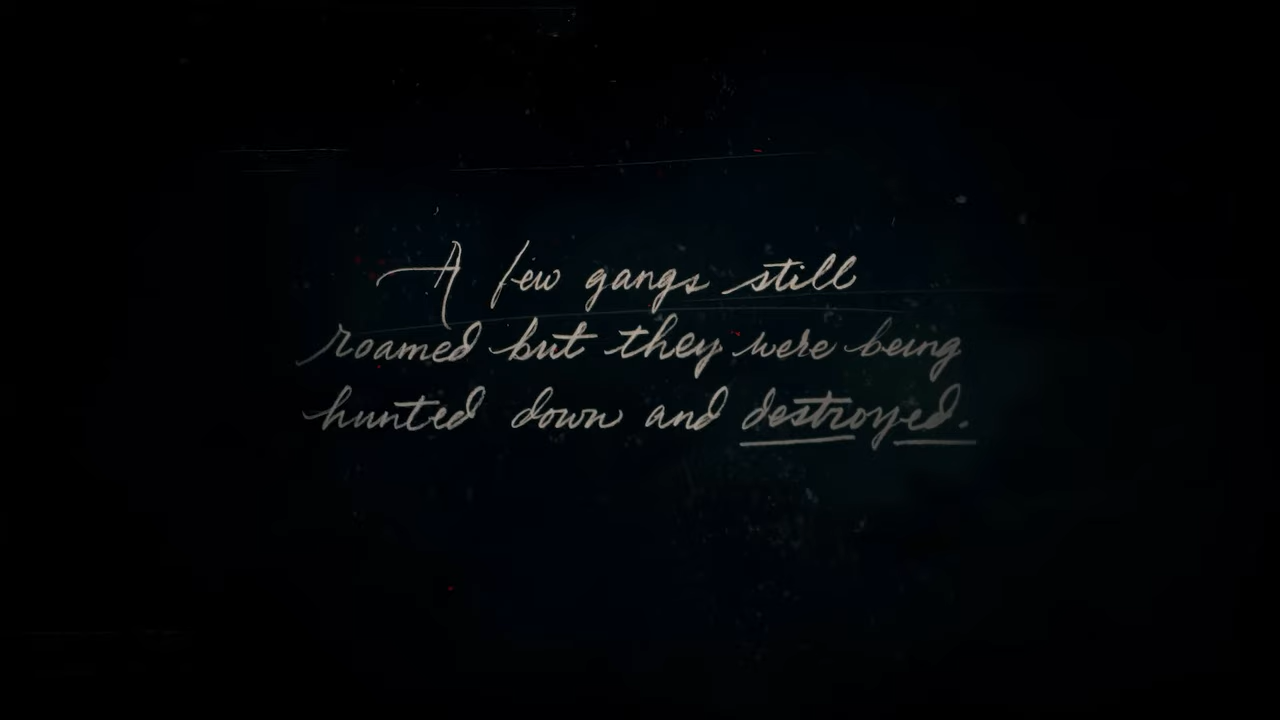 A few gangs still
roamed but they were being
hunted down and destroyed.